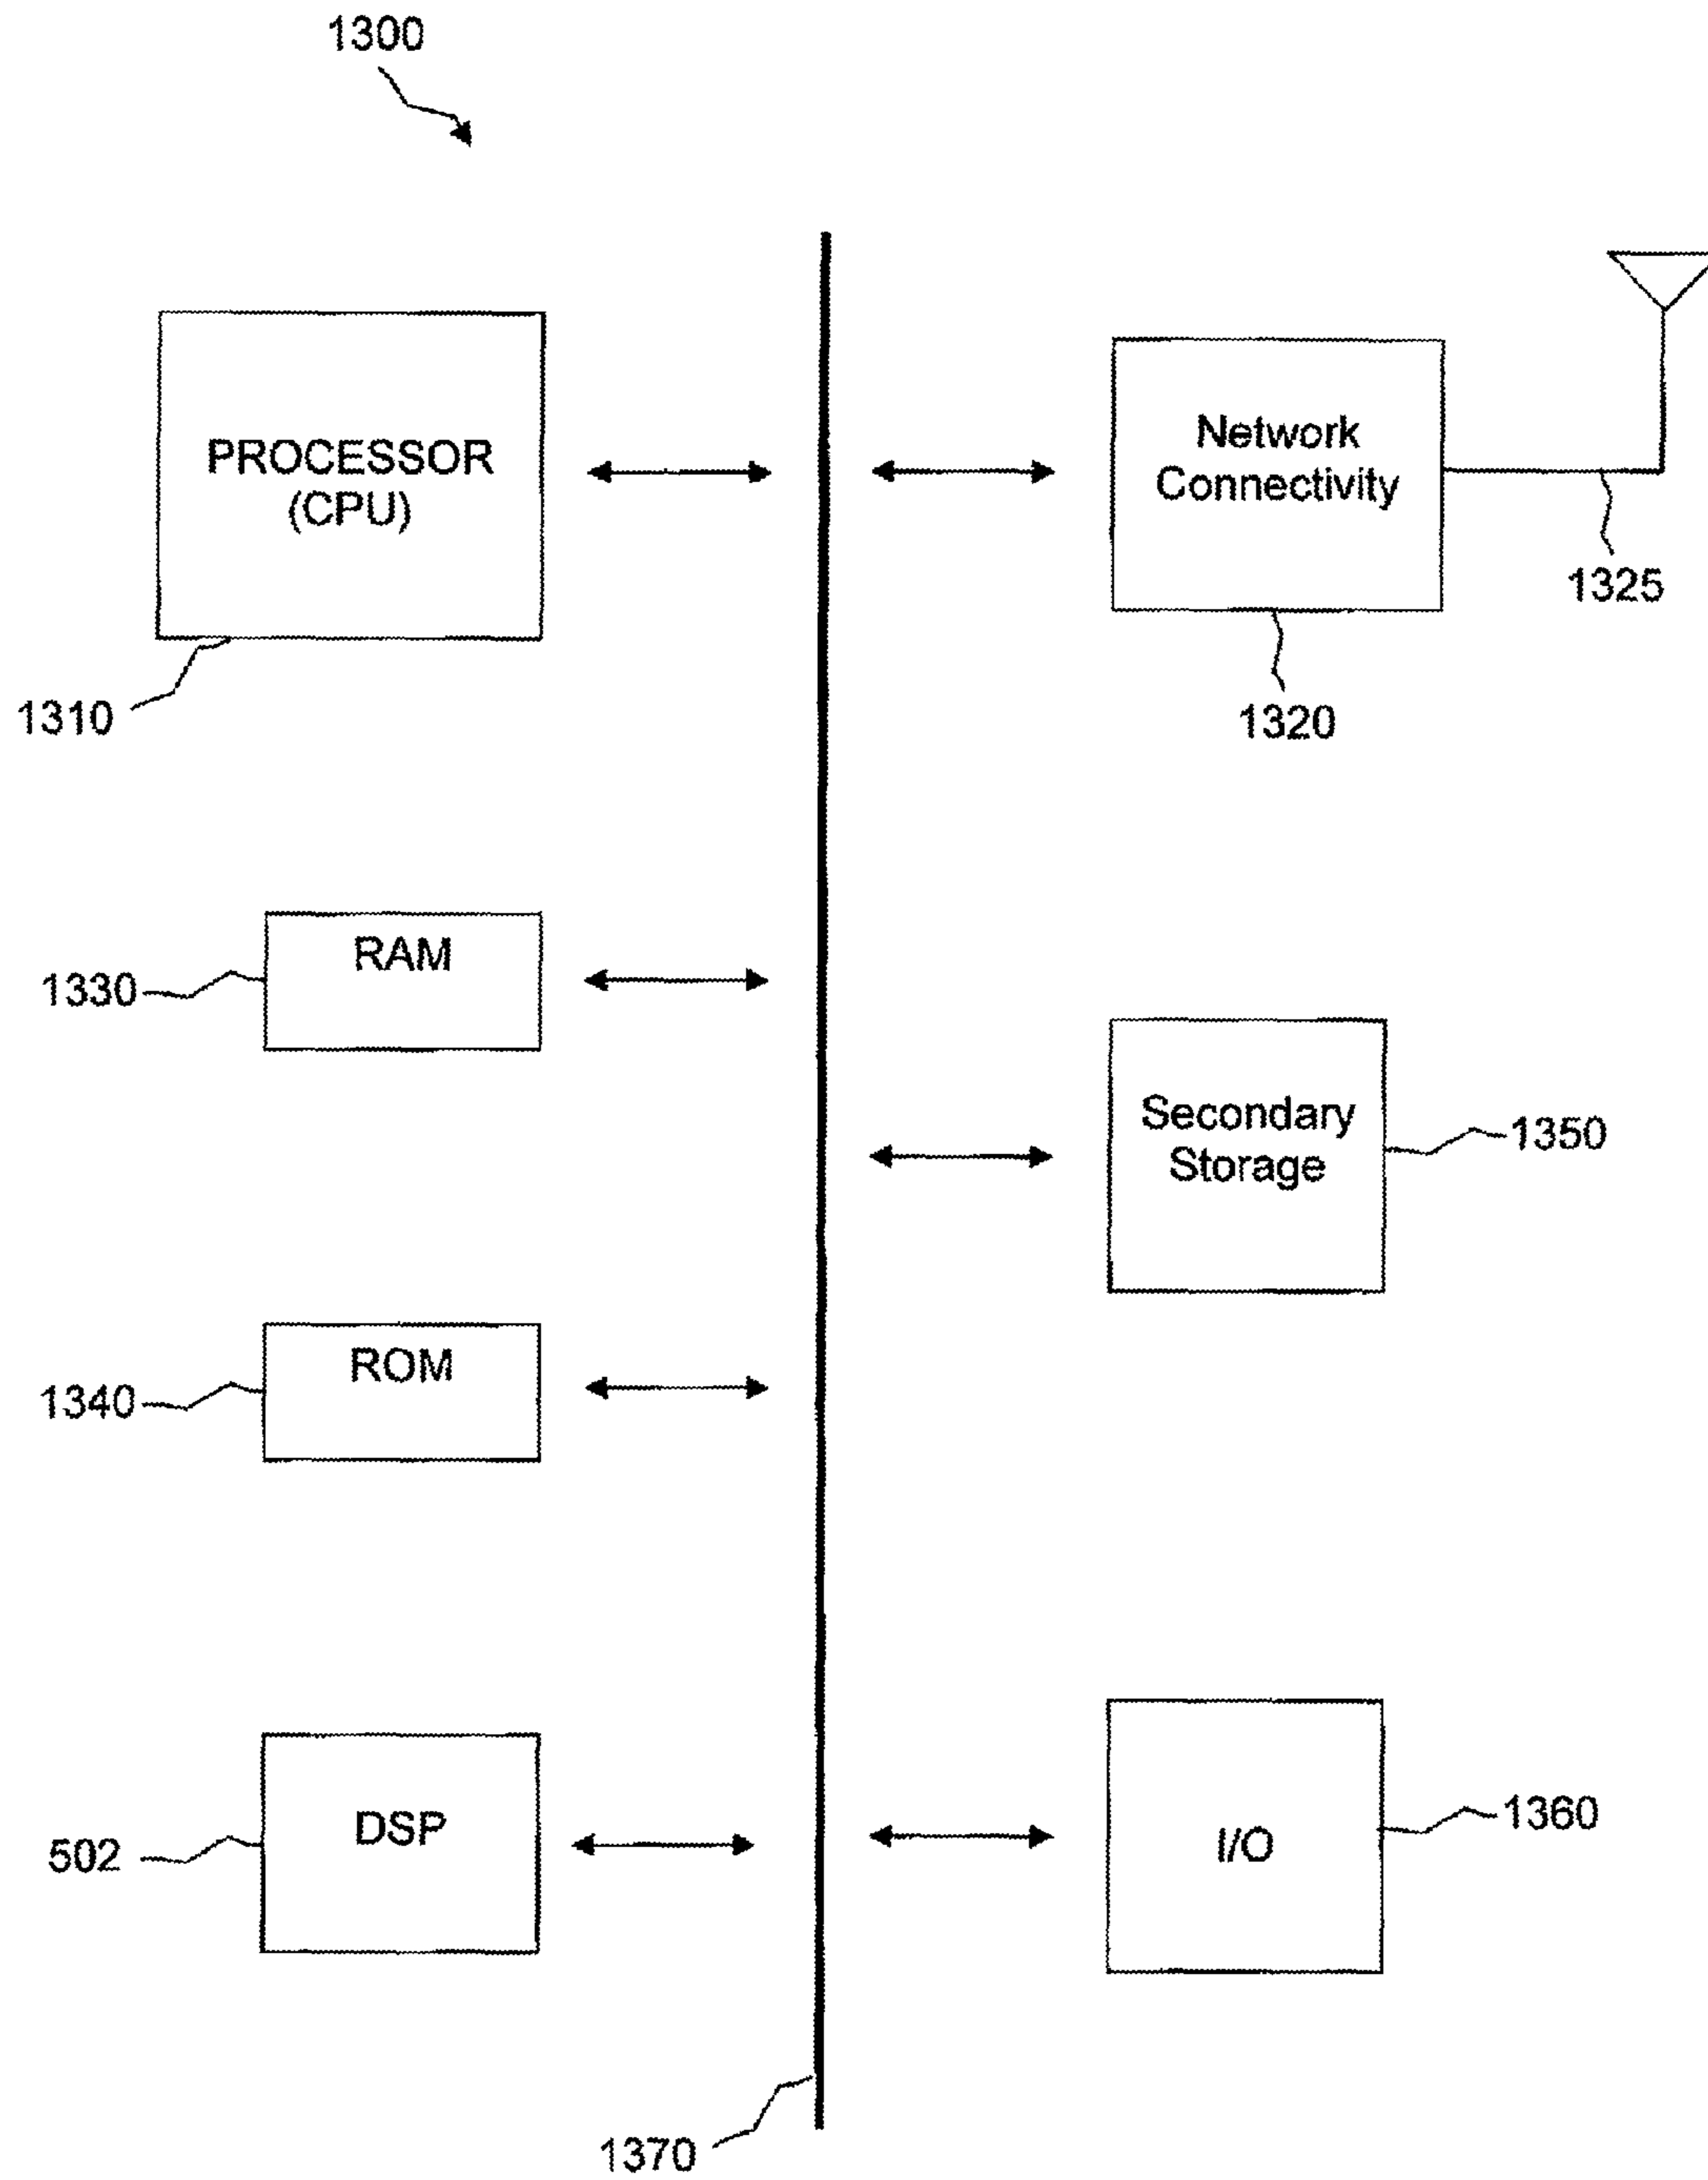 1300
PROCESSOR
(CPU)
1310
Network
Connectivity
1325
1320
RAM
1330
Secondary
Storage
1350
ROM
1340
DSP
502
I/O
1360
1370